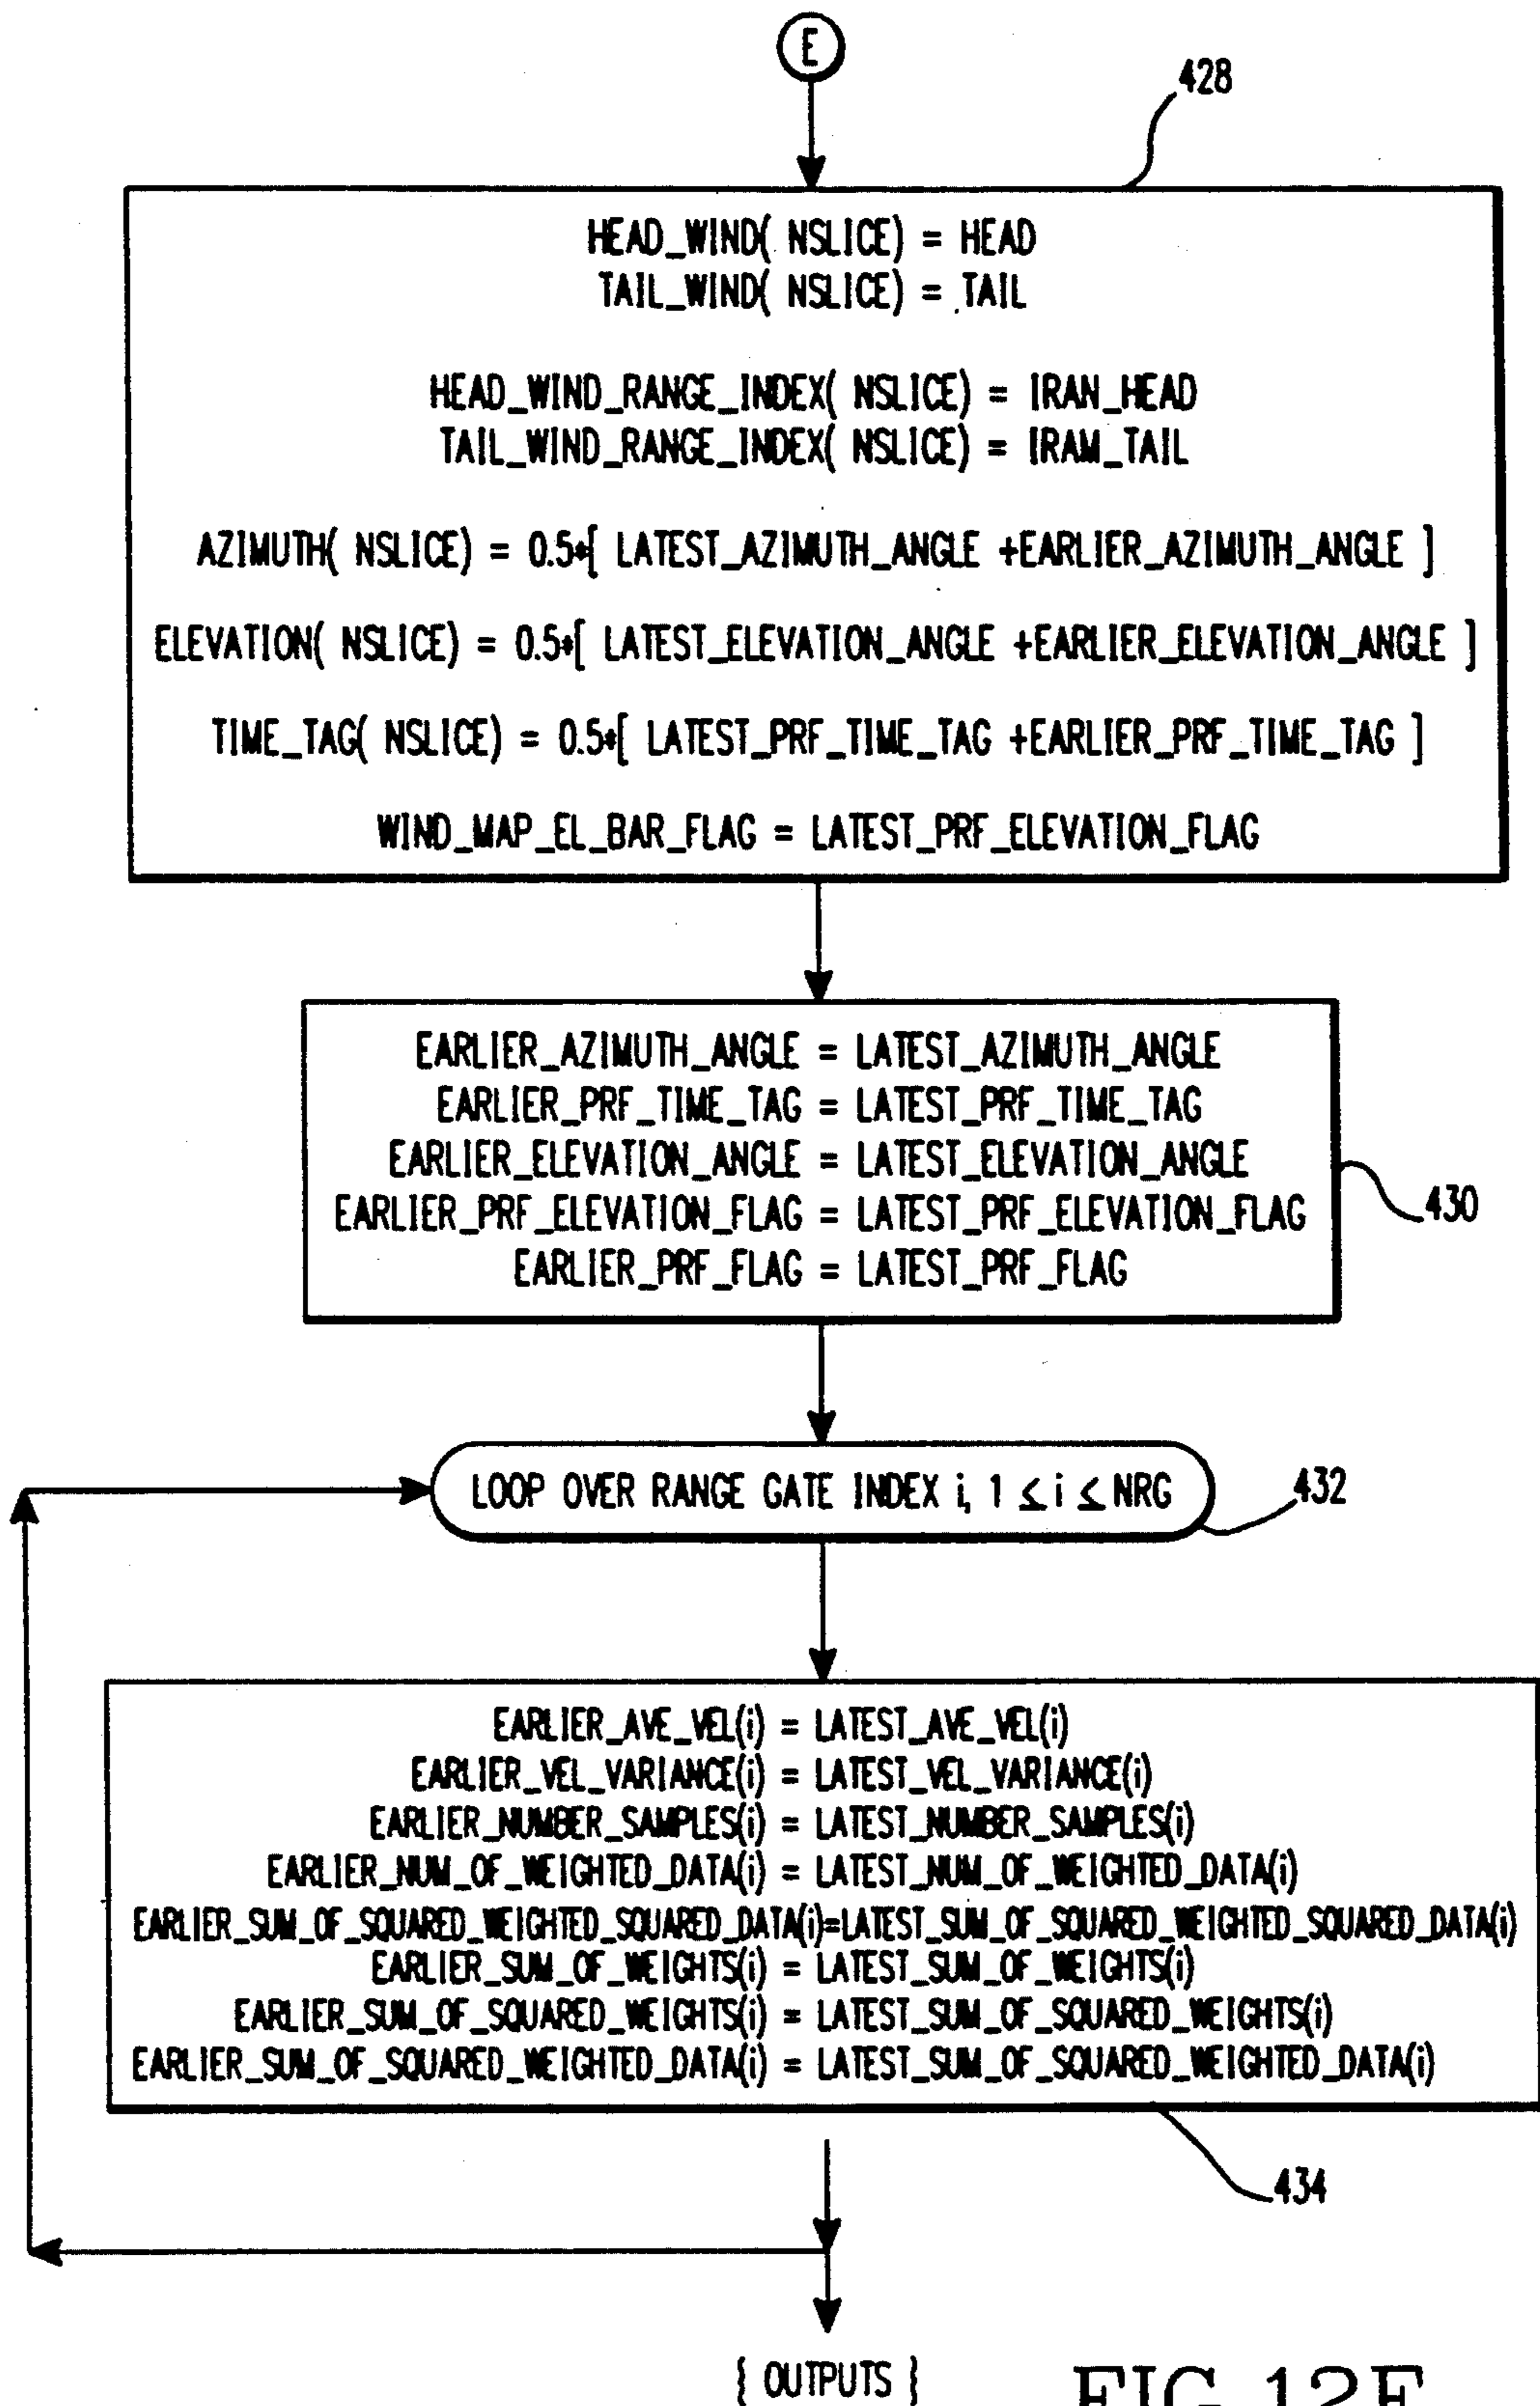 E
428
HEAD_WIND( NSLICE) = HEAD
TAIL_WIND( NSLICE) = TAIL
HEAD_WIND_RANGE_INDEX( NSLICE) = IRAN_HEAD
TAIL_WIND_RANGE_INDEX( NSLICE) = IRAM_TAIL
AZIMUTH( NSLICE) = 0.5*[ LATEST_AZIMUTH_ANGLE +EARLIER_AZIMUTH_ANGLE ]
ELEVATION( NSLICE) = 0.5*[ LATEST_ELEVATION_ANGLE +EARLIER_ELEVATION_ANGLE ]
TIME_TAG( NSLICE) = 0.5*[ LATEST_PRF_TIME_TAG +EARLIER_PRF_TIME_TAG ]
WIND_MAP_EL_BAR_FLAG = LATEST_PRF_ELEVATION_FLAG
EARLIER_AZIMUTH_ANGLE = LATEST_AZIMUTH_ANGLE
EARLIER_PRF_TIME_TAG = LATEST_PRF_TIME_TAG
EARLIER_ELEVATION_ANGLE = LATEST_ELEVATION_ANGLE
EARLIER_PRF_ELEVATION_FLAG = LATEST_PRF_ELEVATION_FLAG
EARLIER_PRF_FLAG = LATEST_PRF_FLAG
430
LOOP OVER RANGE GATE INDEX i, 1 ≤ i ≤ NRG
432
EARLIER_AVE_VEL(i) = LATEST_AVE_VEL(i)
EARLIER_VEL_VARIANCE(i) = LATEST_VEL_VARIANCE(i)
EARLIER_NUMBER_SAMPLES(i) = LATEST_NUMBER_SAMPLES(i)
EARLIER_NUM_OF_WEIGHTED_DATA(i) = LATEST_NUM_OF_WEIGHTED_DATA(i)
EARLIER_SUM_OF_SQUARED_WEIGHTED_SQUARED_DATA(i)=LATEST_SUM_OF_SQUARED_WEIGHTED_SQUARED_DATA(i)
EARLIER_SUM_OF_WEIGHTS(i) = LATEST_SUM_OF_WEIGHTS(i)
EARLIER_SUM_OF_SQUARED_WEIGHTS(i) = LATEST_SUM_OF_SQUARED_WEIGHTS(i)
EARLIER_SUM_OF_SQUARED_WEIGHTED_DATA(i) = LATEST_SUM_OF_SQUARED_WEIGHTED_DATA(i)
434
{ OUTPUTS }